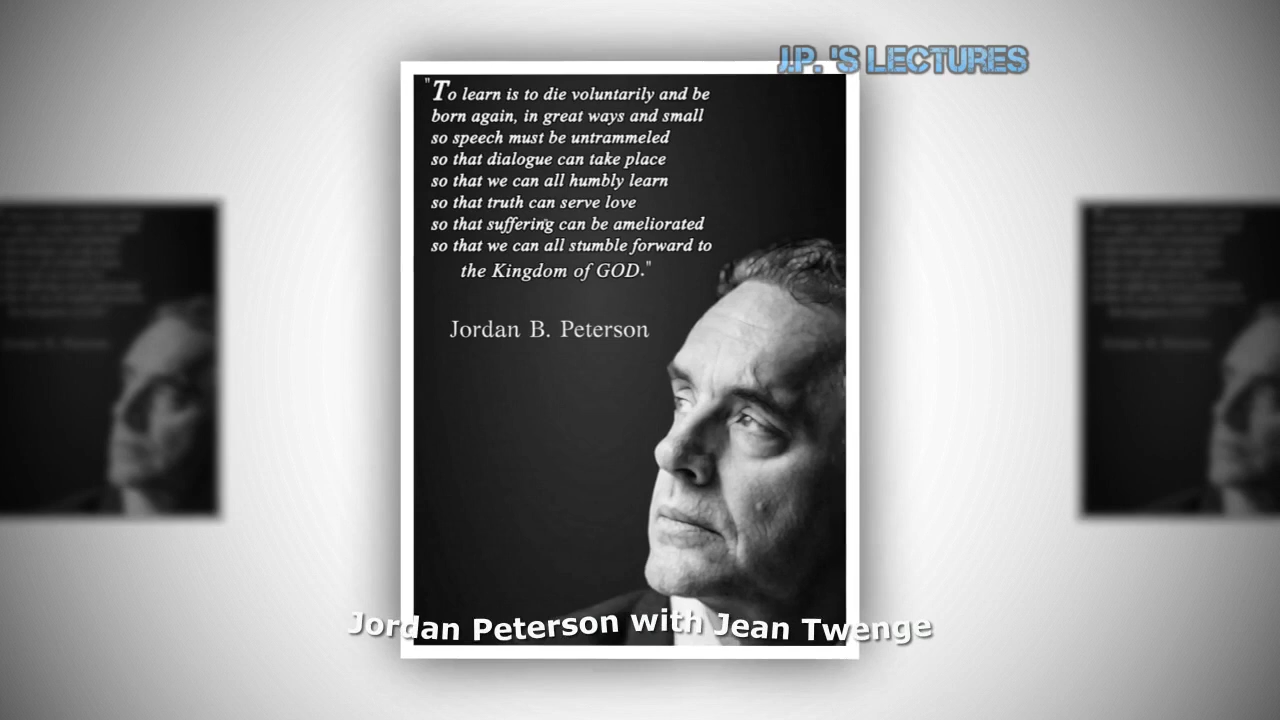 J.P. 'S LECTURES
"To learn is to die voluntarily and be
born again, in great ways and small
so speech must be untrammeled
so that dialogue can take place
so that we can all humbly learn
so that truth can serve love
so that suffering can be ameliorated
so that we can all stumble forward to
the Kingdom of GOD."
Jordan B. Peterson
Jordan Peterson with Jean Twenge